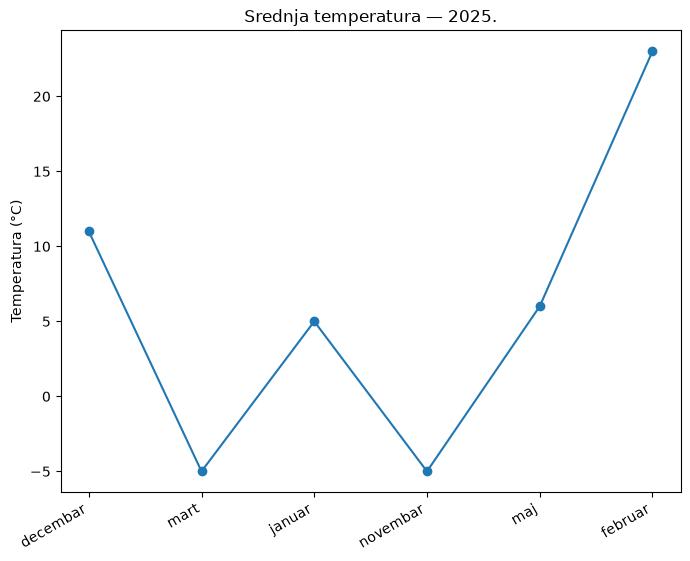 Srednja temperatura — 2025.
Temperatura (°C)
20
15
10
5
0
−5
decembar
mart
januar
novembar
maj
februar